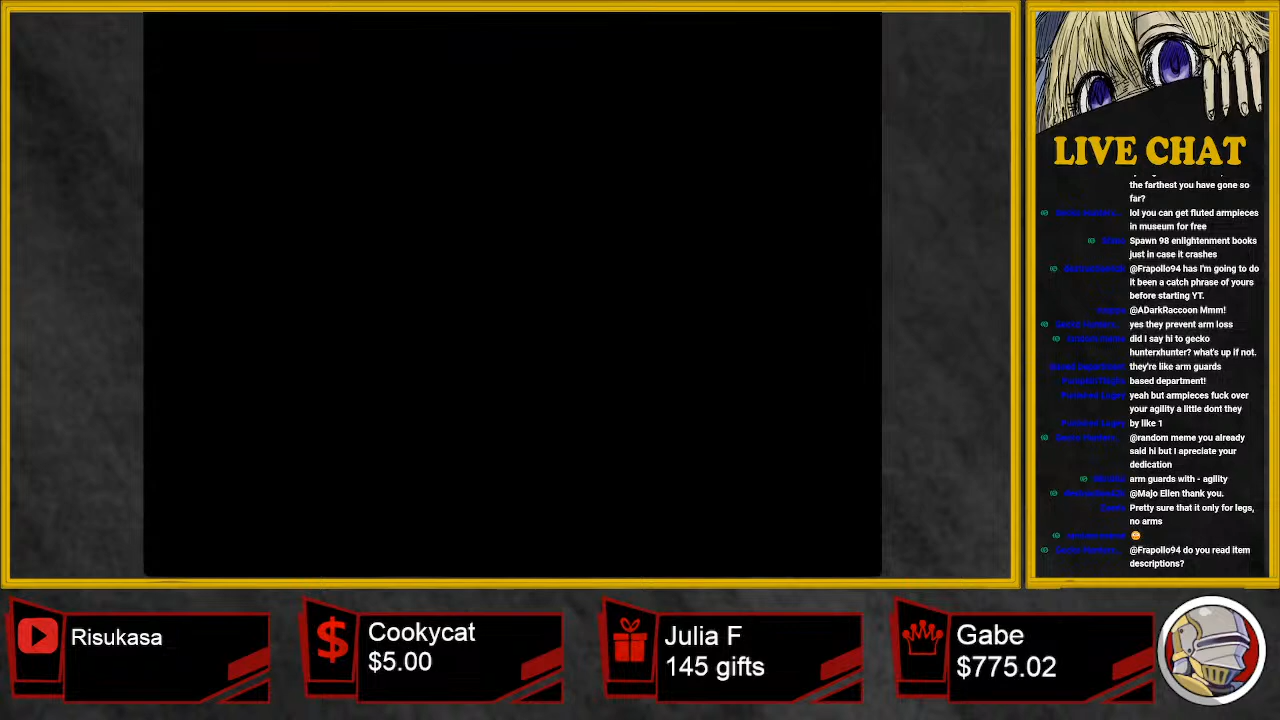 LIVE CHAT
the farthest you have gone so
far?
lol you can get fluted armpieces
in museum for free
Spawn 98 enlightenment books
just in case it crashes
@Frapollo94 has I'm going to do
it been a catch phrase of yours
before starting YT.
@ADarkRaccoon Mmm!
yes they prevent arm loss
did I say hi to gecko
hunterxhunter? what's up if not.
they're like arm guards
based department!
yeah but armpieces fuck over
your agility a little dont they
by like 1
@random meme you already
said hi but I apreciate your
dedication
arm guards with - agility
@Majo Ellen thank you.
Pretty sure that it only for legs,
no arms
@Frapollo94 do you read item
descriptions?
Risukasa
Cookycat
$5.00
Julia F
145 gifts
Gabe
$775.02